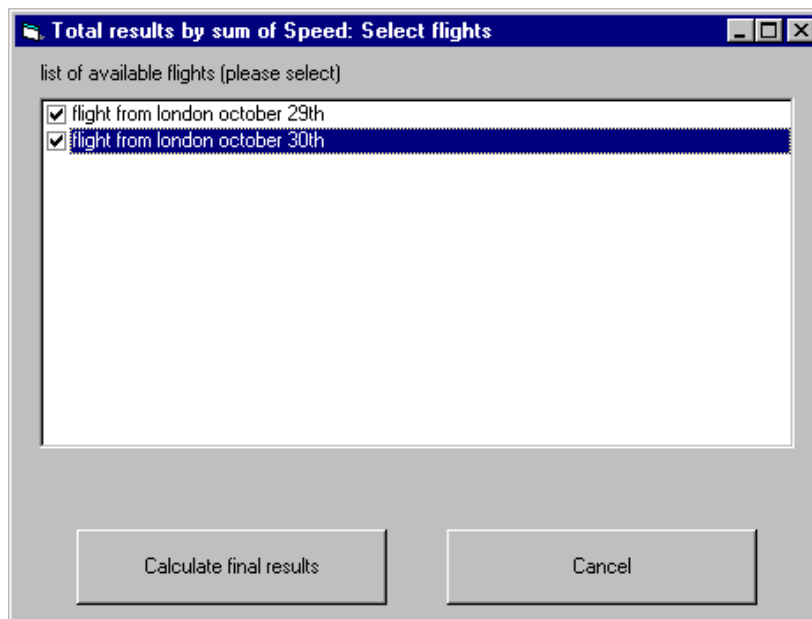 Total results by sum of Speed: Select flights
list of available flights (please select)
flight from london october 29th
flight from london october 30th
Calculate final results
Cancel